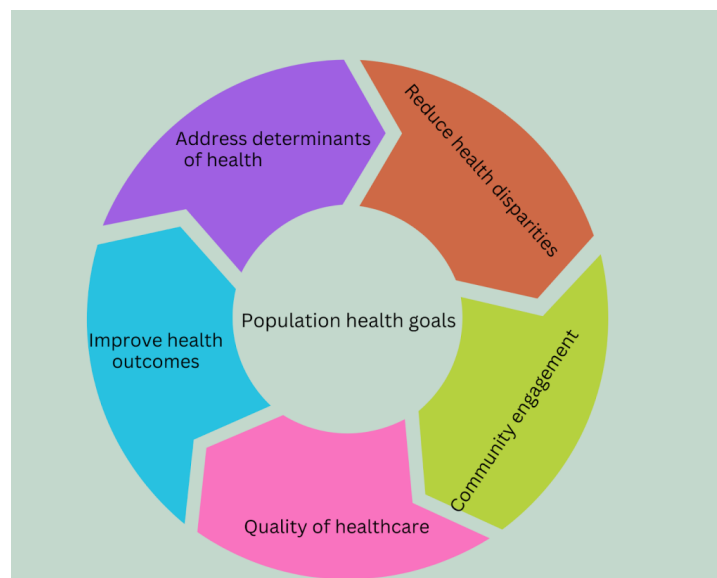 Address determinants
of health
Reduce health disparities
Community engagement
Quality of healthcare
Improve health
outcomes
Population health goals